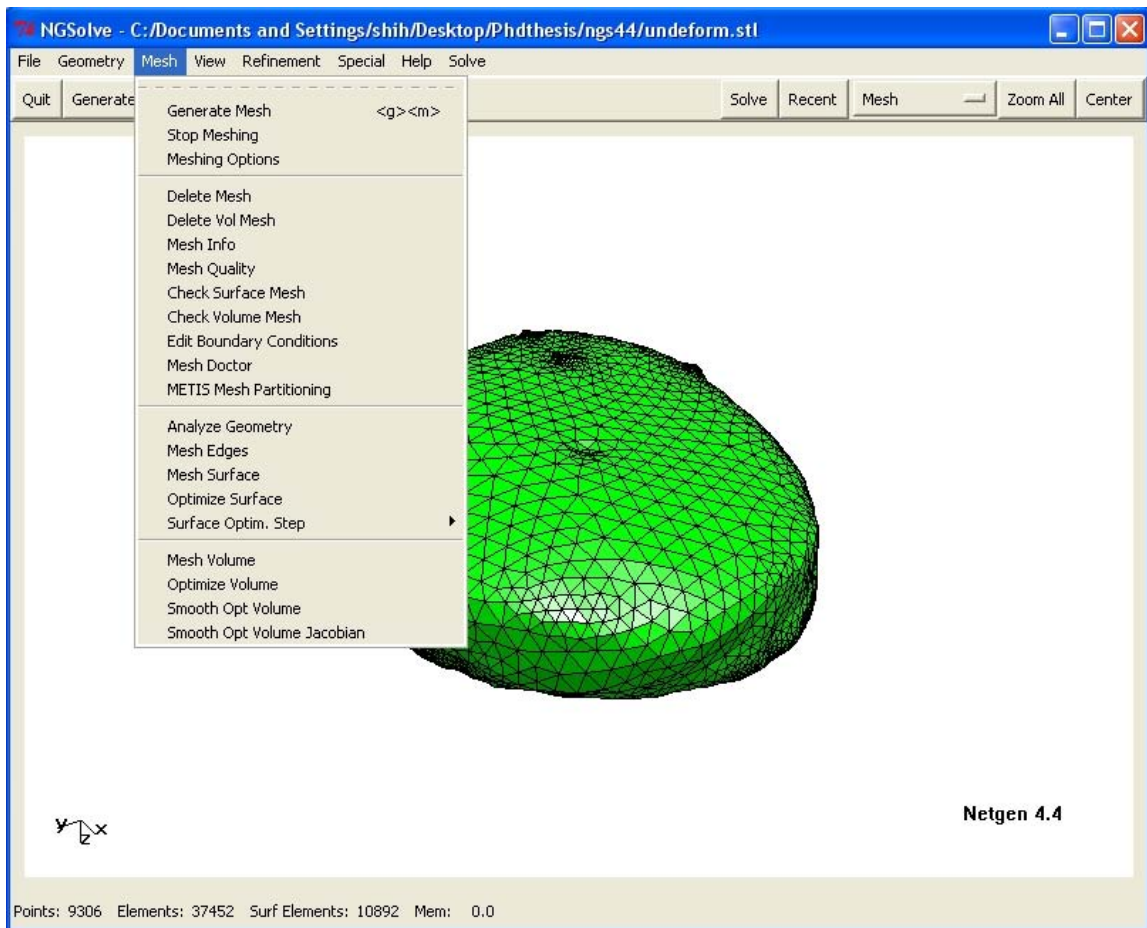 NGSolve - C:/Documents and Settings/shih/Desktop/Phdthesis/ngs44/undeform.stl
File Geometry Mesh View Refinement Special Help Solve
Quit Generate Solve Recent Mesh Zoom All Center
Generate Mesh <g><m>
Stop Meshing
Meshing Options
Delete Mesh
Delete Vol Mesh
Mesh Info
Mesh Quality
Check Surface Mesh
Check Volume Mesh
Edit Boundary Conditions
Mesh Doctor
METIS Mesh Partitioning
Analyze Geometry
Mesh Edges
Mesh Surface
Optimize Surface
Surface Optim. Step
Mesh Volume
Optimize Volume
Smooth Opt Volume
Smooth Opt Volume Jacobian
Netgen 4.4
y z x
Points: 9306 Elements: 37452 Surf Elements: 10892 Mem: 0.0